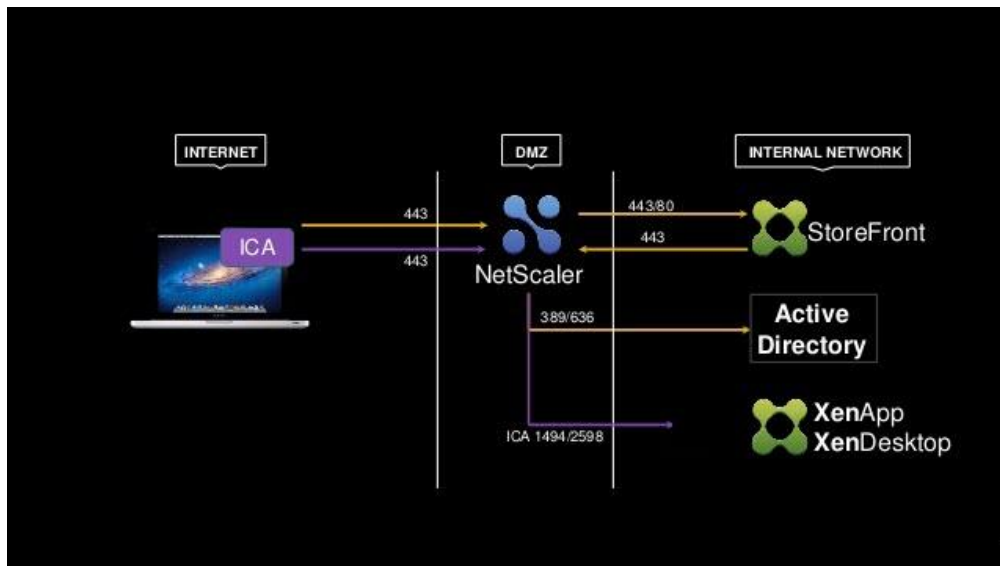 INTERNET
DMZ
INTERNAL NETWORK
443
443/80
ICA
443
443
NetScaler
StoreFront
389/636
Active
Directory
ICA 1494/2598
XenApp
XenDesktop